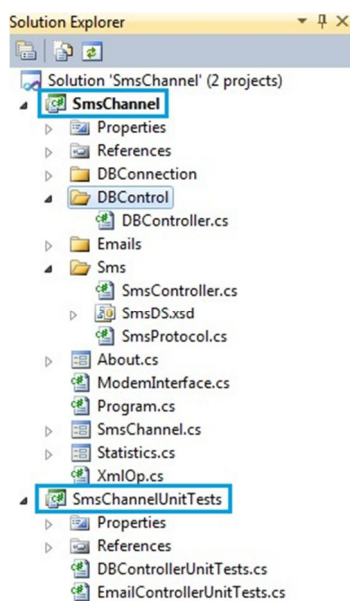 Solution Explorer
Solution 'SmsChannel' (2 projects)
SmsChannel
Properties
References
DBConnection
DBControl
DBController.cs
Emails
Sms
SmsController.cs
SmsDS.xsd
SmsProtocol.cs
About.cs
ModemInterface.cs
Program.cs
SmsChannel.cs
Statistics.cs
XmlOp.cs
SmsChannelUnitTests
Properties
References
DBControllerUnitTests.cs
EmailControllerUnitTests.cs